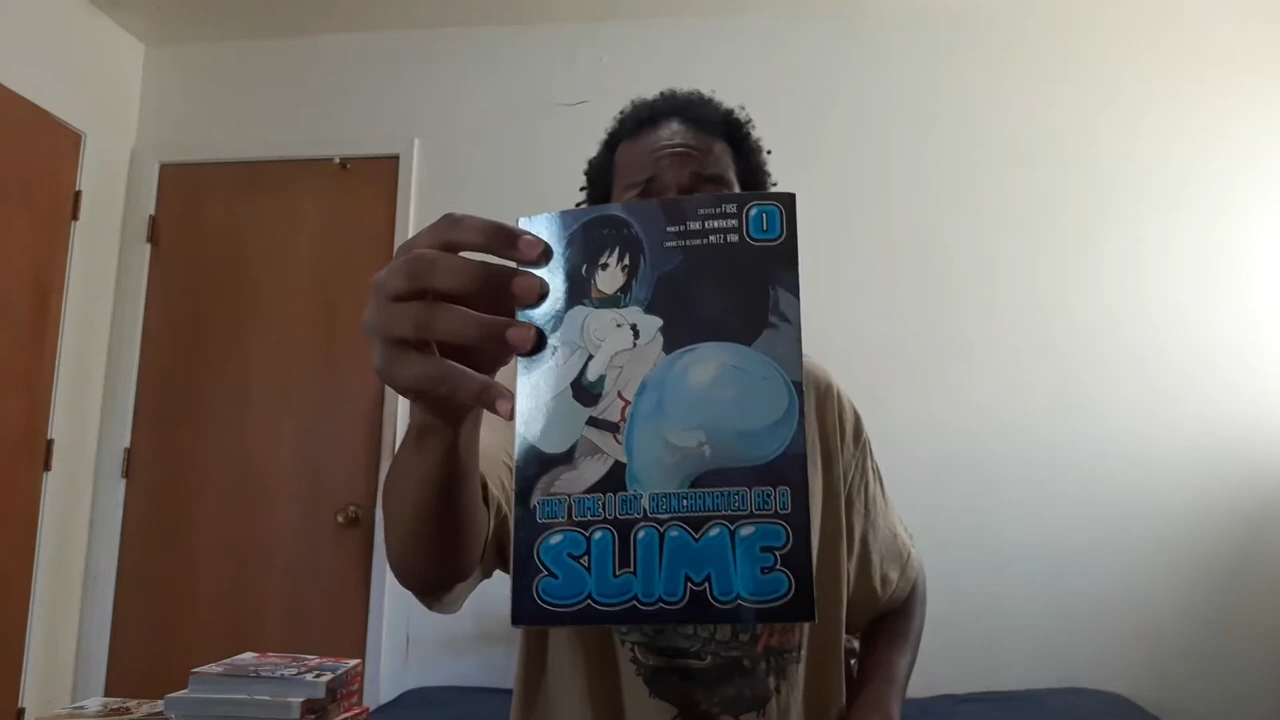 CREATED BY FUSE
MANGA BY TAIKI KAWAKAMI
CHARACTER DESIGNS BY MITZ VAH
1
THAT TIME I GOT REINCARNATED AS A
SLIME